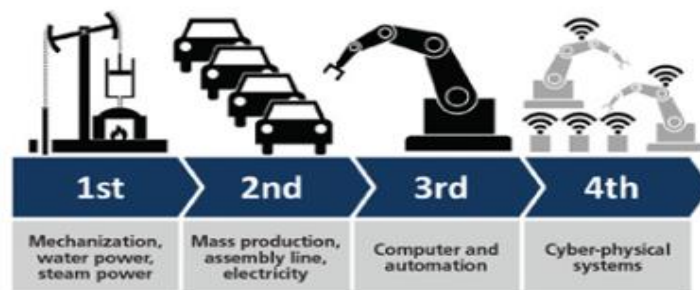 1st
2nd
3rd
4th
Mechanization,
water power,
steam power
Mass production,
assembly line,
electricity
Computer and
automation
Cyber-physical
systems